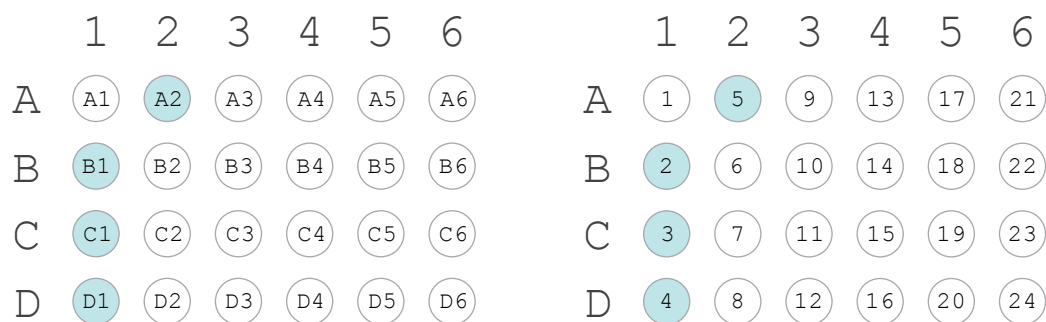 1 2 3 4 5 6 1 2 3 4 5 6
A A1 A2 A3 A4 A5 A6 A 1 5 9 13 17 21
B B1 B2 B3 B4 B5 B6 B 2 6 10 14 18 22
C C1 C2 C3 C4 C5 C6 C 3 7 11 15 19 23
D D1 D2 D3 D4 D5 D6 D 4 8 12 16 20 24